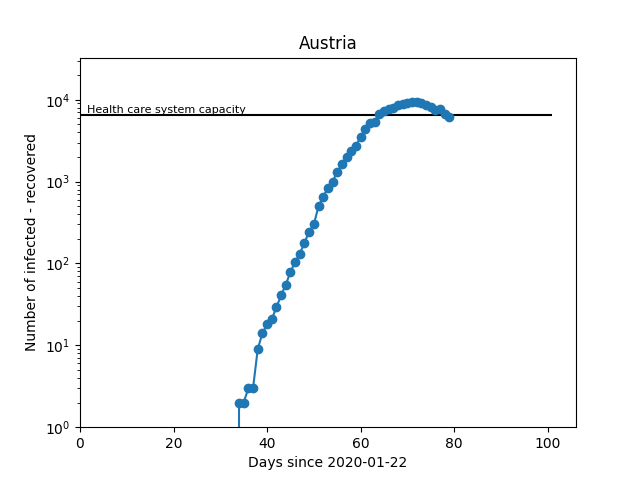 Austria
Health care system capacity
Number of infected - recovered
10^4
10^3
10^2
10^1
10^0
0 20 40 60 80 100
Days since 2020-01-22